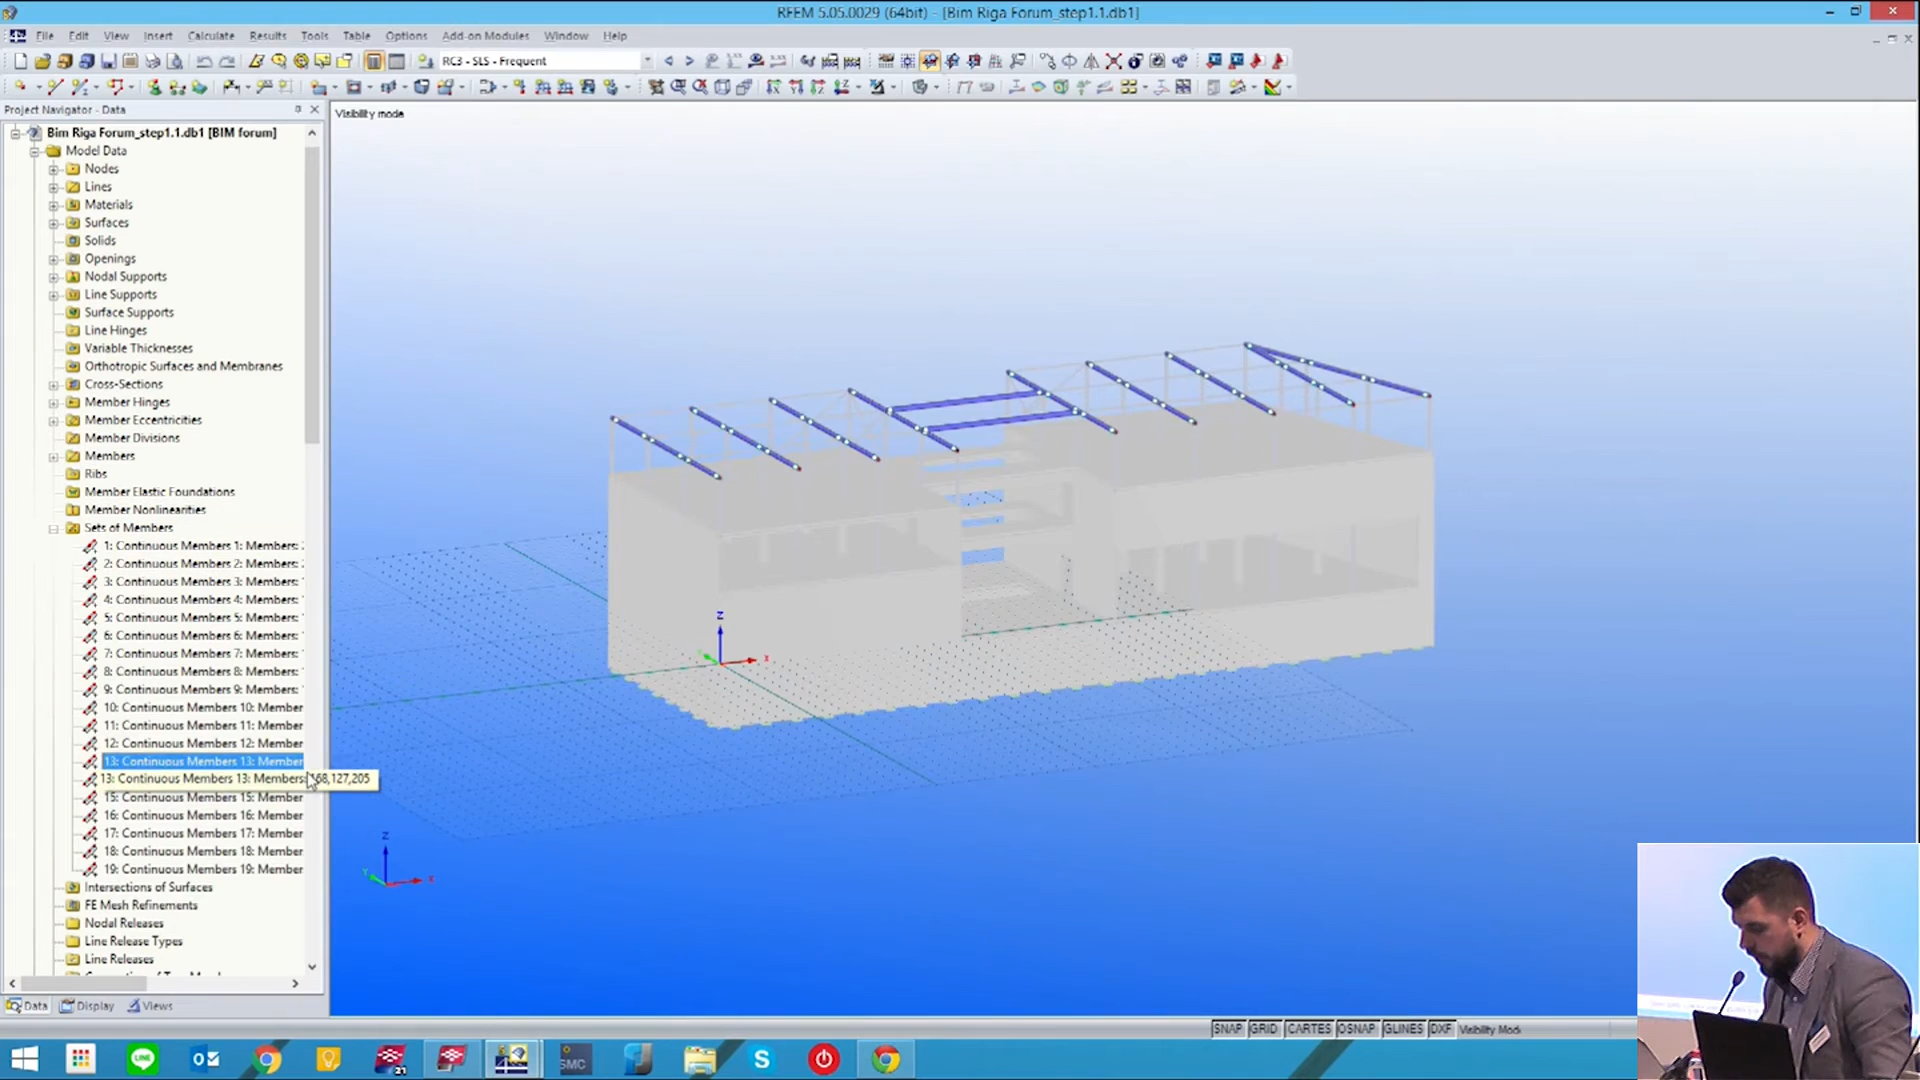 RFEM 5.05.0029 (64bit) - [Bim Riga Forum_step1.1.db1]
File Edit View Insert Calculate Results Tools Table Options Add-on Modules Window Help
RC3 - SLS - Frequent
Project Navigator - Data
Visibility mode
Bim Riga Forum_step1.1.db1 [BIM forum]
Model Data
Nodes
Lines
Materials
Surfaces
Solids
Openings
Nodal Supports
Line Supports
Surface Supports
Line Hinges
Variable Thicknesses
Orthotropic Surfaces and Membranes
Cross-Sections
Member Hinges
Member Eccentricities
Member Divisions
Members
Ribs
Member Elastic Foundations
Member Nonlinearities
Sets of Members
1: Continuous Members 1: Members:
2: Continuous Members 2: Members:
3: Continuous Members 3: Members:
4: Continuous Members 4: Members:
5: Continuous Members 5: Members:
6: Continuous Members 6: Members:
7: Continuous Members 7: Members:
8: Continuous Members 8: Members:
9: Continuous Members 9: Members:
10: Continuous Members 10: Member
11: Continuous Members 11: Member
12: Continuous Members 12: Member
13: Continuous Members 13: Member
13: Continuous Members 13: Members: 168,127,205
15: Continuous Members 15: Member
16: Continuous Members 16: Member
17: Continuous Members 17: Member
18: Continuous Members 18: Member
19: Continuous Members 19: Member
Intersections of Surfaces
FE Mesh Refinements
Nodal Releases
Line Release Types
Line Releases
Data Display Views
Z
X
Z
Y
X
SNAP GRID CARTES OSNAP GLINES DXF Visibility Mode
LINE
21
SMC